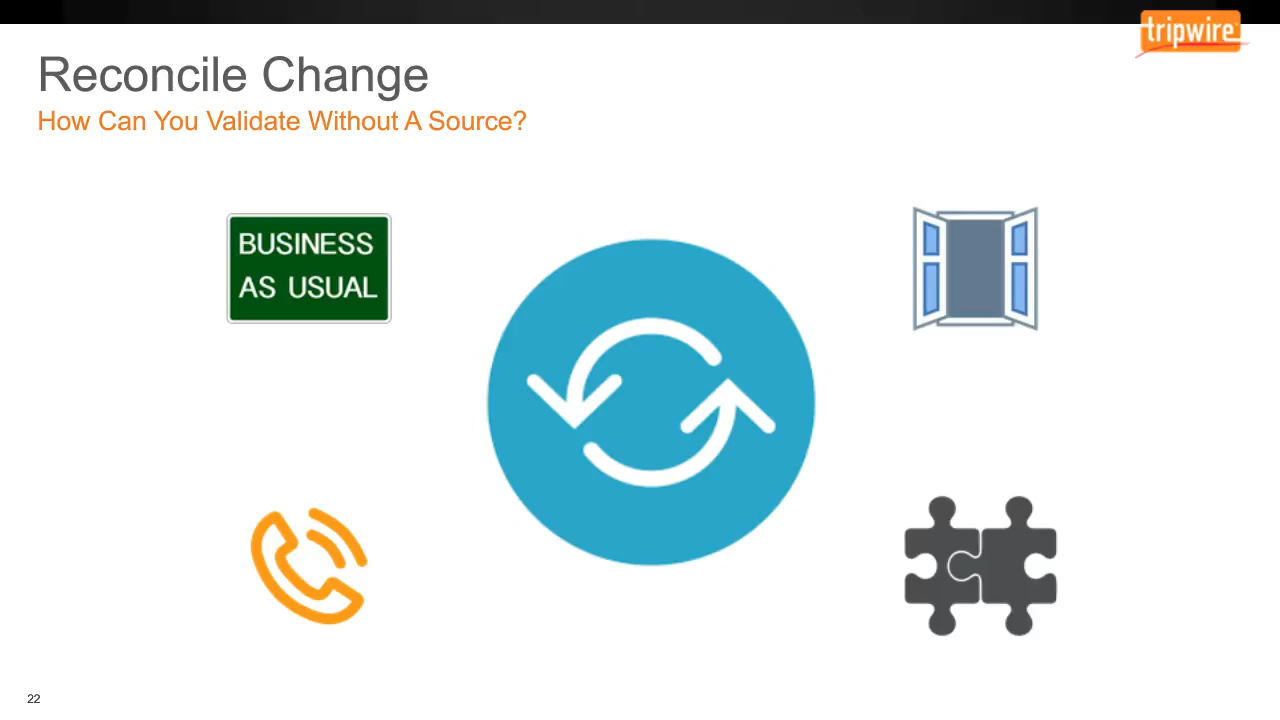 tripwire
Reconcile Change
How Can You Validate Without A Source?
BUSINESS
AS USUAL
22